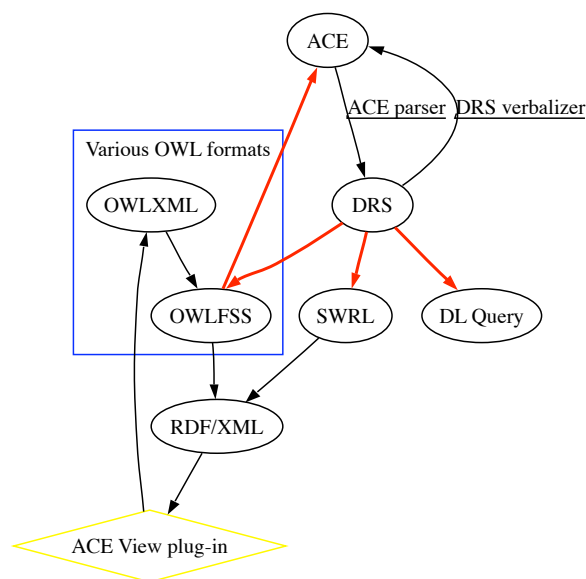 ACE
ACE parser
DRS verbalizer
Various OWL formats
OWLXML
DRS
OWLFSS
SWRL
DL Query
RDF/XML
ACE View plug-in